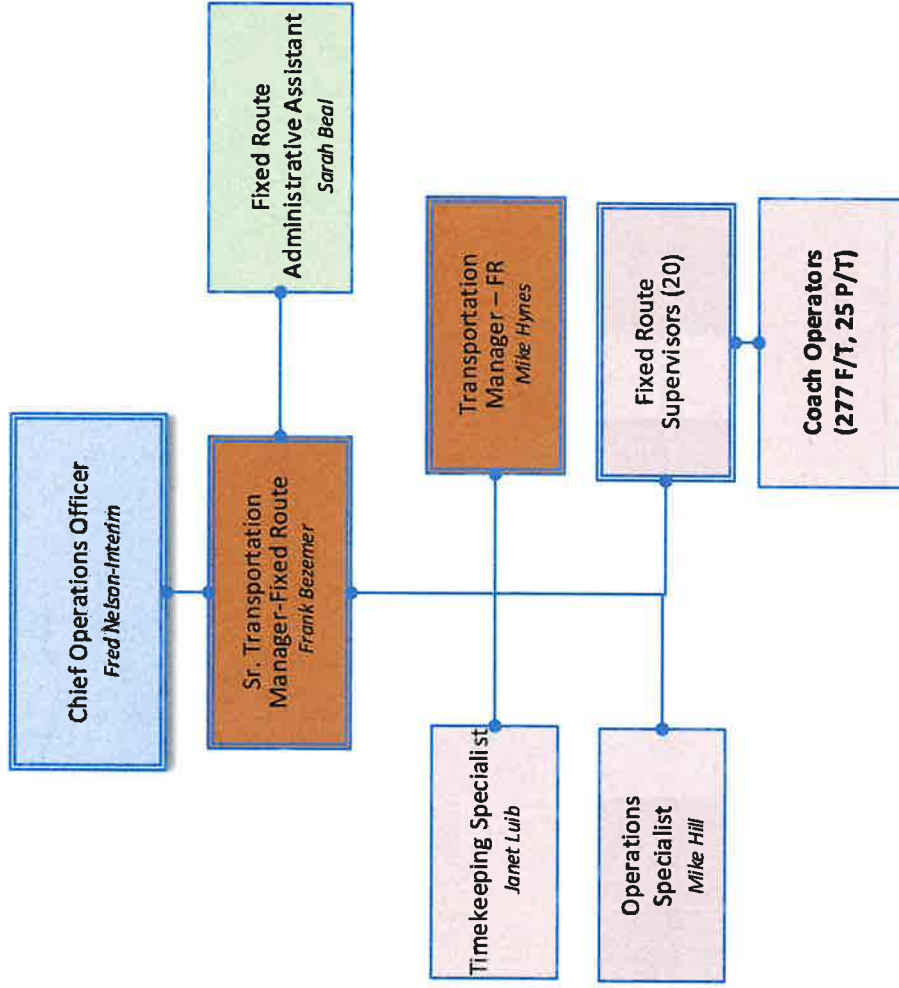 Chief Operations Officer
Fred Nelson-Interim
Sr. Transportation
Manager-Fixed Route
Frank Bezemer
Fixed Route
Administrative Assistant
Sarah Beal
Timekeeping Specialist
Janet Luib
Transportation
Manager – FR
Mike Hynes
Operations
Specialist
Mike Hill
Fixed Route
Supervisors (20)
Coach Operators
(277 F/T, 25 P/T)